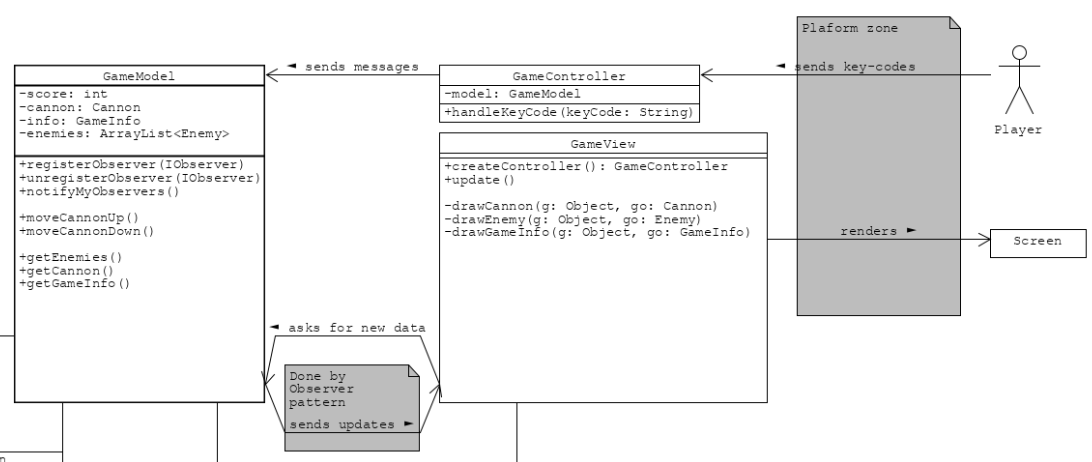 Plaform zone
◄ sends messages
◄ sends key-codes
Player
GameModel
-score: int
-cannon: Cannon
-info: GameInfo
-enemies: ArrayList<Enemy>
+registerObserver(IObserver)
+unregisterObserver(IObserver)
+notifyMyObservers()
+moveCannonUp()
+moveCannonDown()
+getEnemies()
+getCannon()
+getGameInfo()
GameController
-model: GameModel
+handleKeyCode(keyCode: String)
GameView
+createController(): GameController
+update()
-drawCannon(g: Object, go: Cannon)
-drawEnemy(g: Object, go: Enemy)
-drawGameInfo(g: Object, go: GameInfo)
renders ►
Screen
◄ asks for new data
Done by
Observer
pattern
sends updates ►